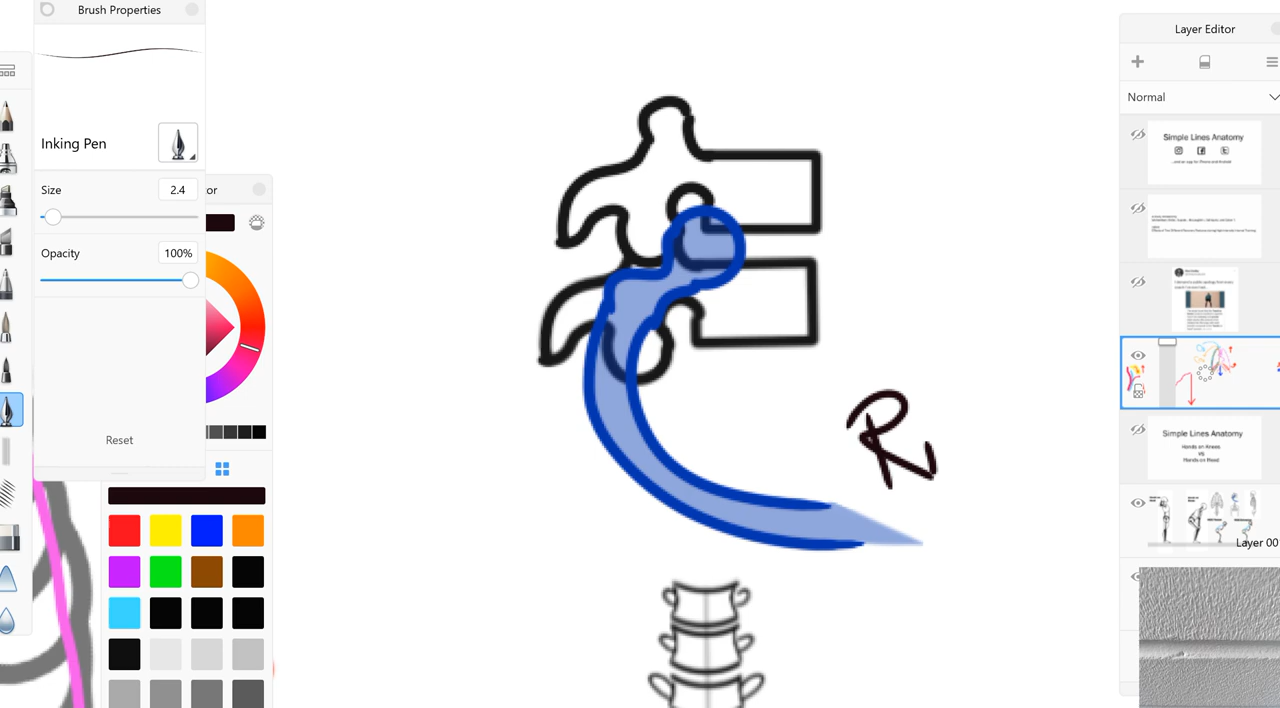 Brush Properties
Inking Pen
Size
2.4
Opacity
100%
Reset
or
R
Layer Editor
Normal
Simple Lines Anatomy
Simple Lines Anatomy
Hands on Knees
vs
Hands on Head
Layer 00